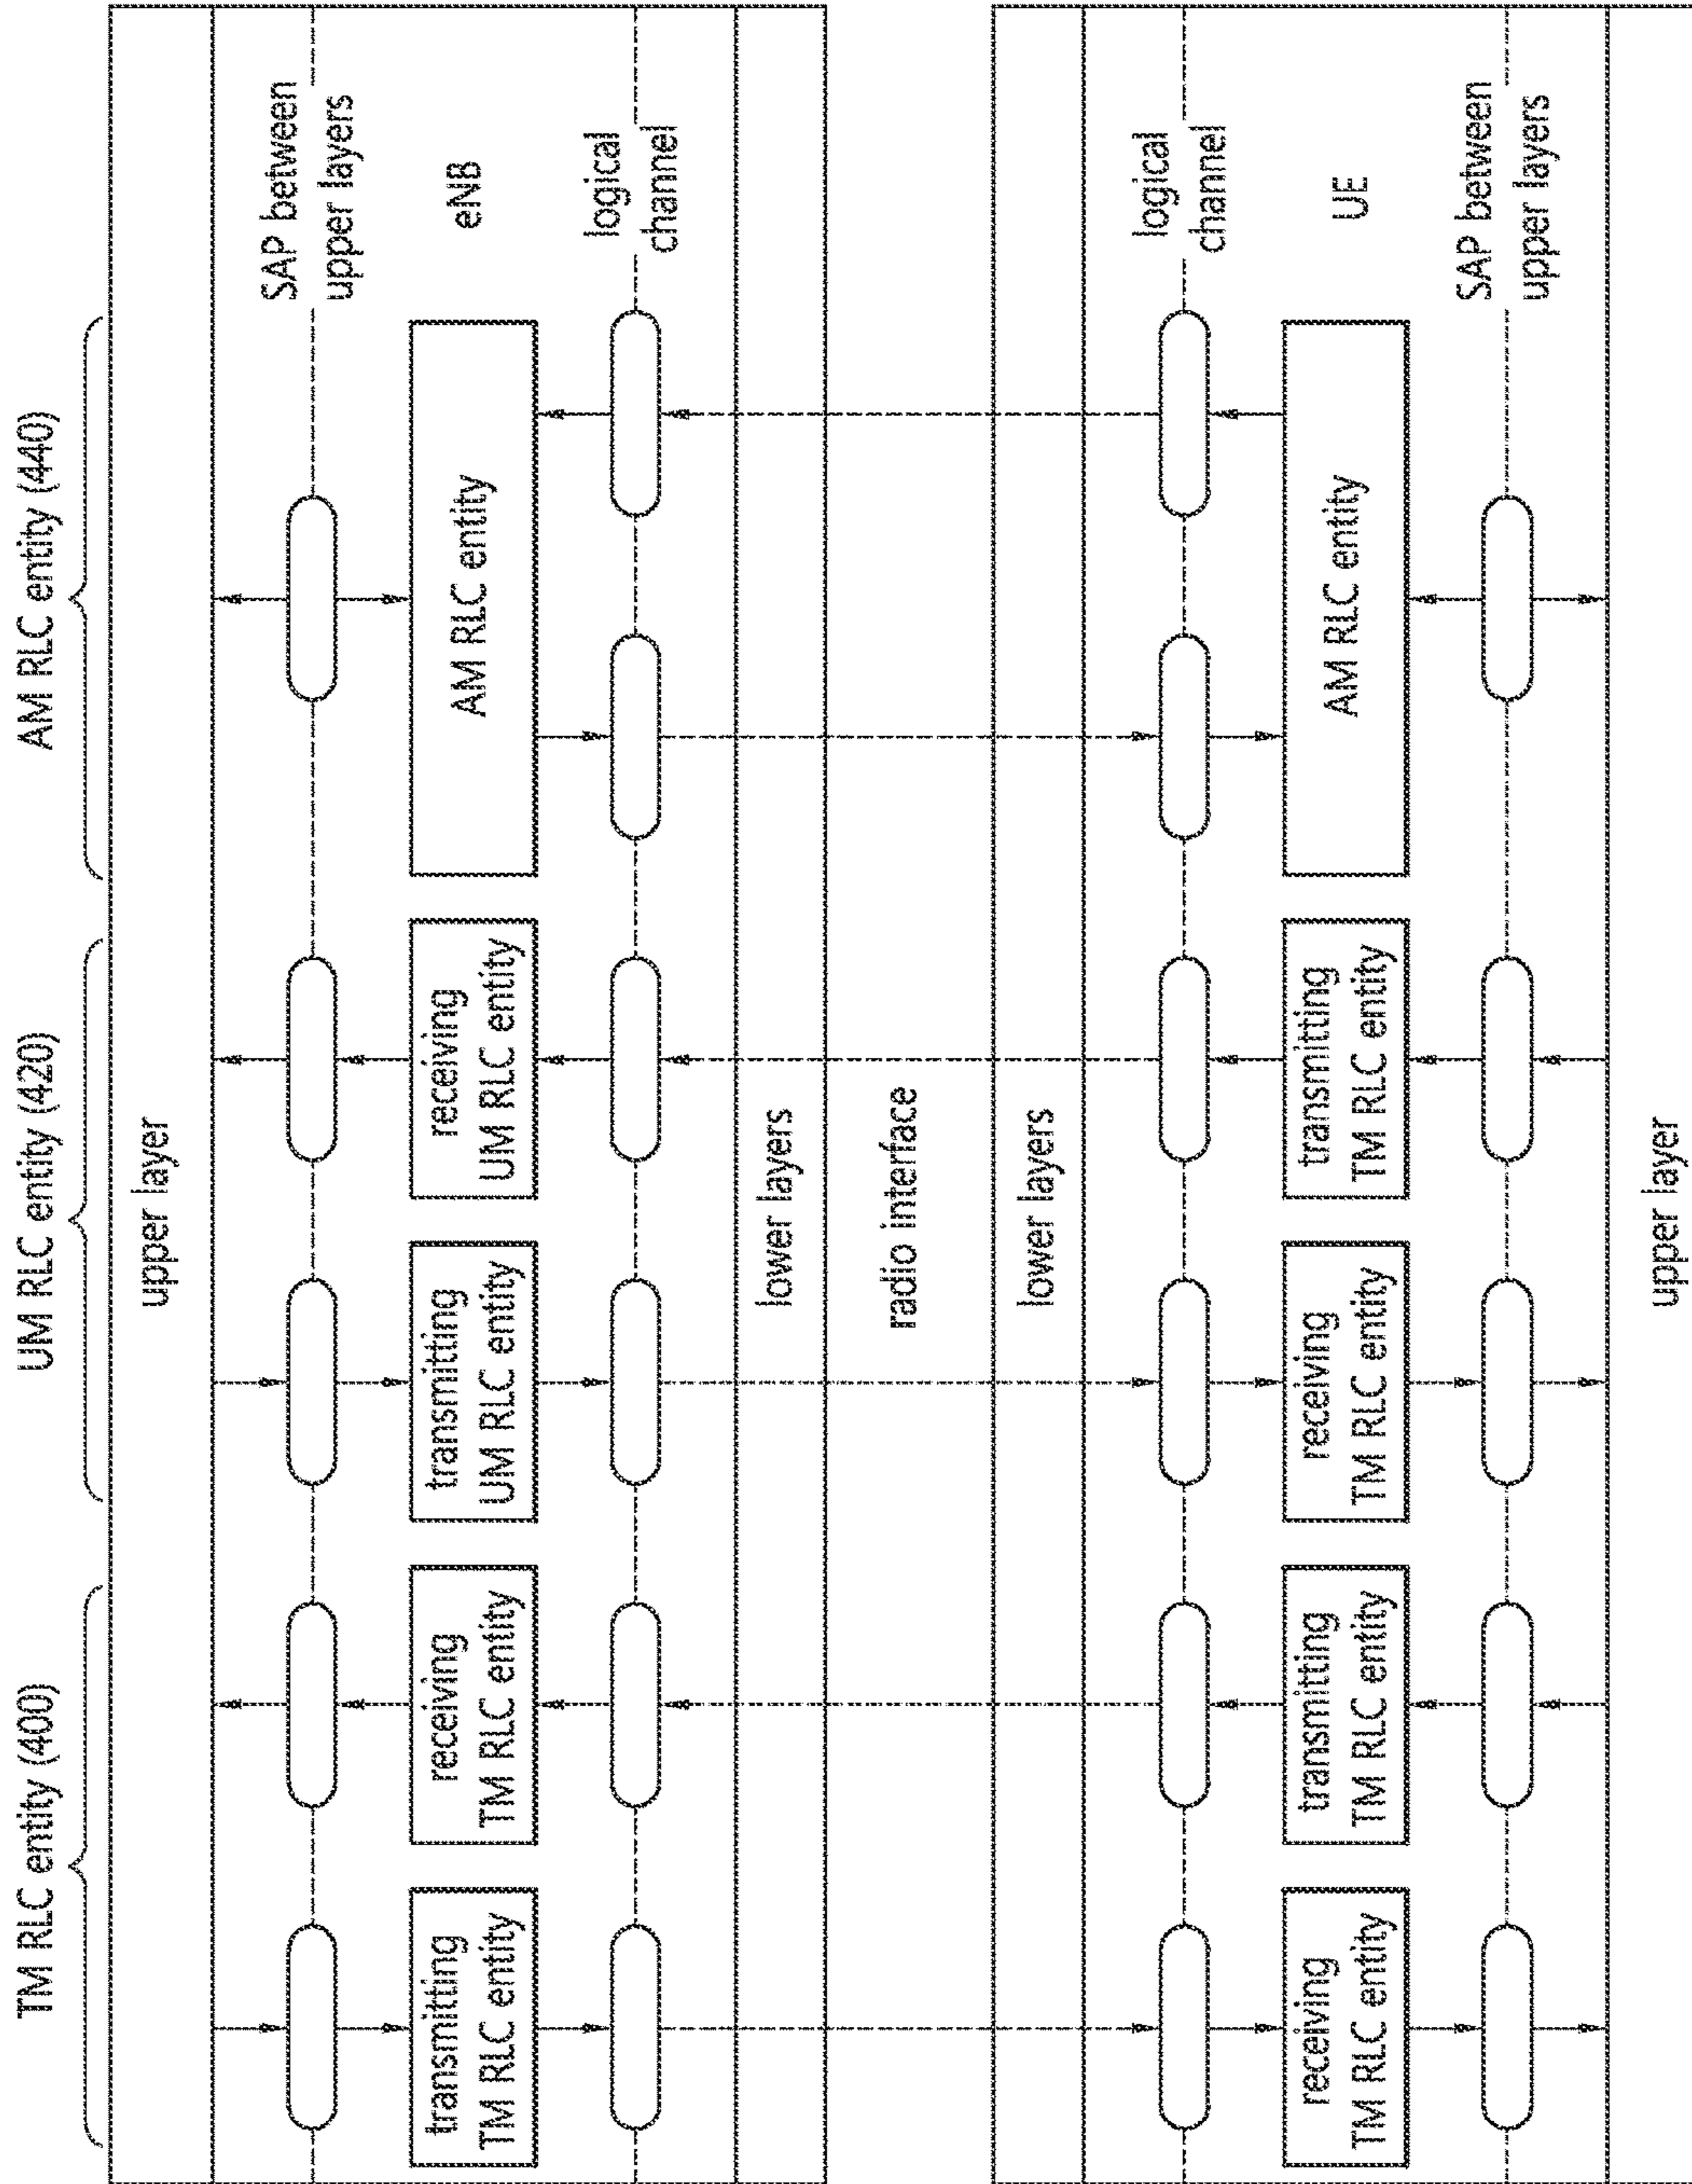 TM RLC entity (400)
UM RLC entity (420)
AM RLC entity (440)
upper layer
SAP between
upper layers
transmitting
TM RLC entity
receiving
TM RLC entity
transmitting
UM RLC entity
receiving
UM RLC entity
AM RLC entity
eNB
logical
channel
lower layers
radio interface
lower layers
logical
channel
receiving
TM RLC entity
transmitting
TM RLC entity
receiving
TM RLC entity
transmitting
TM RLC entity
AM RLC entity
UE
SAP between
upper layers
upper layer